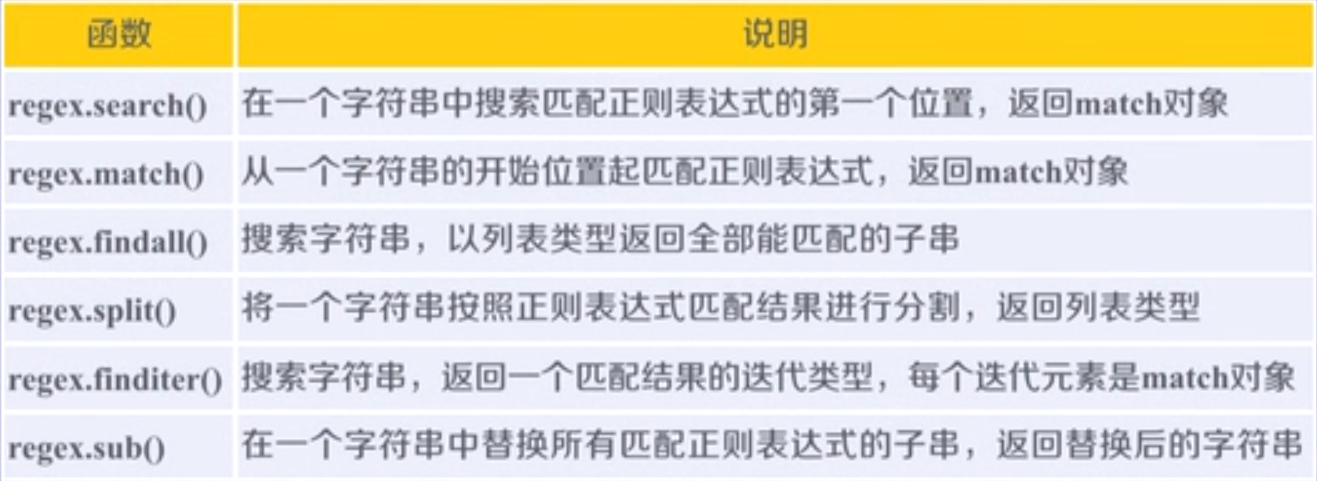 函数 说明
regex.search() 在一个字符串中搜索匹配正则表达式的第一个位置，返回match对象
regex.match() 从一个字符串的开始位置起匹配正则表达式，返回match对象
regex.findall() 搜索字符串，以列表类型返回全部能匹配的子串
regex.split() 将一个字符串按照正则表达式匹配结果进行分割，返回列表类型
regex.finditer() 搜索字符串，返回一个匹配结果的迭代类型，每个迭代元素是match对象
regex.sub() 在一个字符串中替换所有匹配正则表达式的子串，返回替换后的字符串